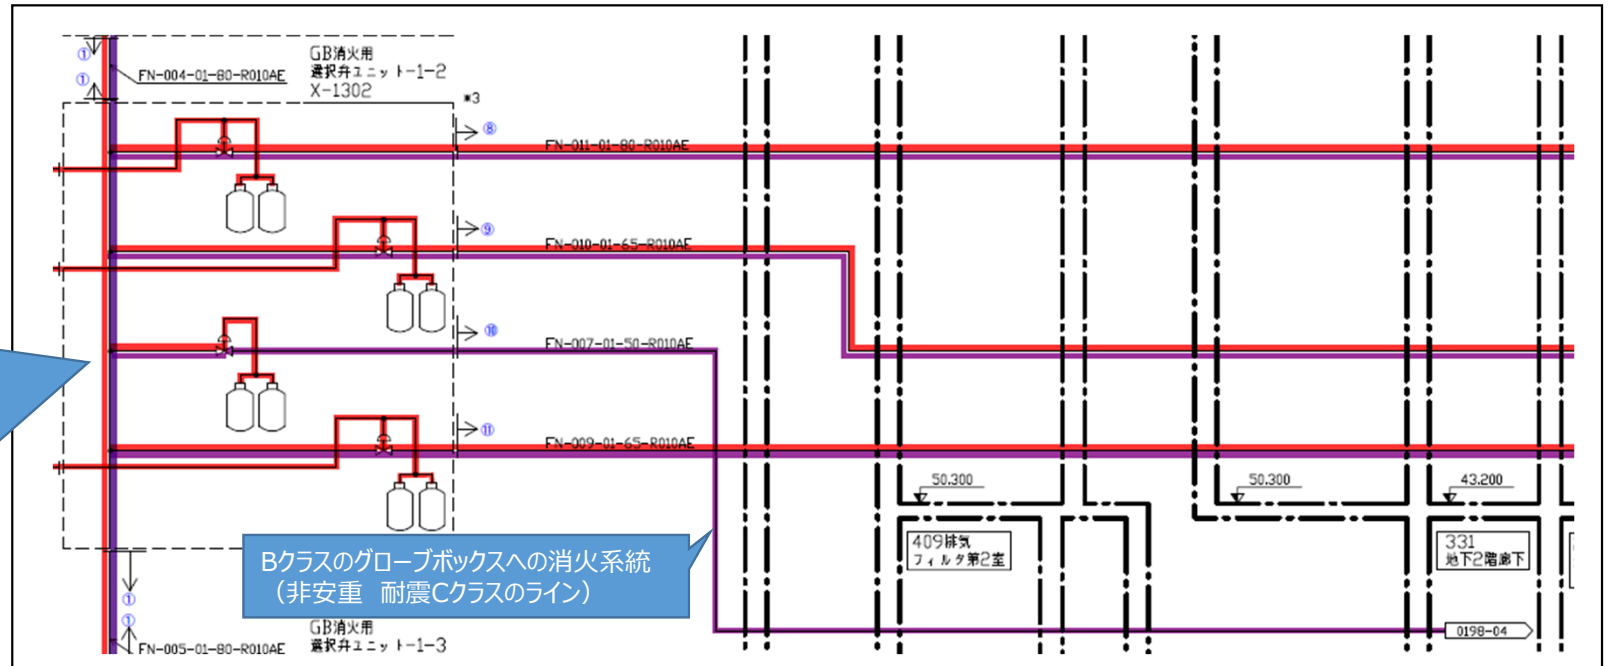 ①
①
FN-004-01-80-R010AE
GB消火用
選択弁ユニット-1-2
X-1302
*3
⑧
FN-011-01-80-R010AE
⑨
FN-010-01-65-R010AE
⑩
FN-007-01-50-R010AE
⑪
FN-009-01-65-R010AE
50.300
50.300
43.200
409排気
フィルタ第2室
331
地下2階廊下
Bクラスのグローブボックスへの消火系統
（非安重　耐震Cクラスのライン）
①
①
GB消火用
選択弁ユニット-1-3
FN-005-01-80-R010AE
0198-04